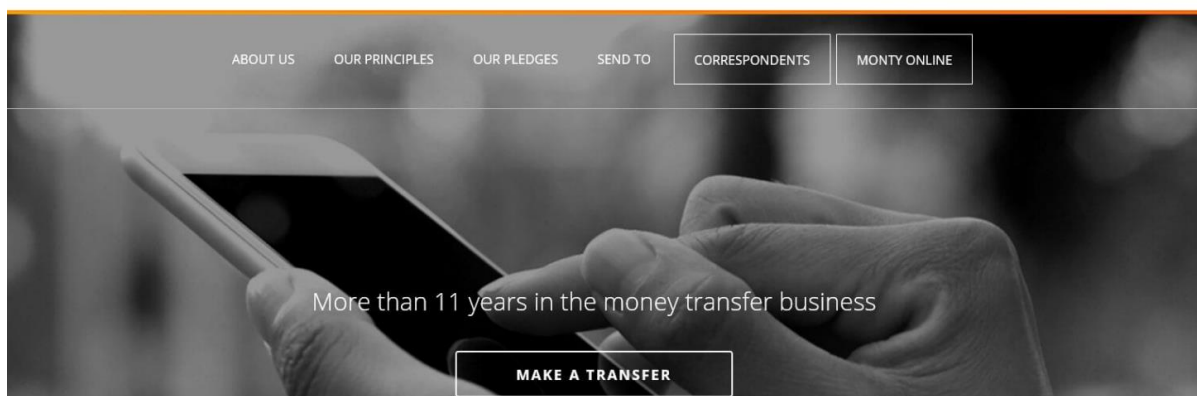 ABOUT US OUR PRINCIPLES OUR PLEDGES SEND TO CORRESPONDENTS MONTY ONLINE
More than 11 years in the money transfer business
MAKE A TRANSFER